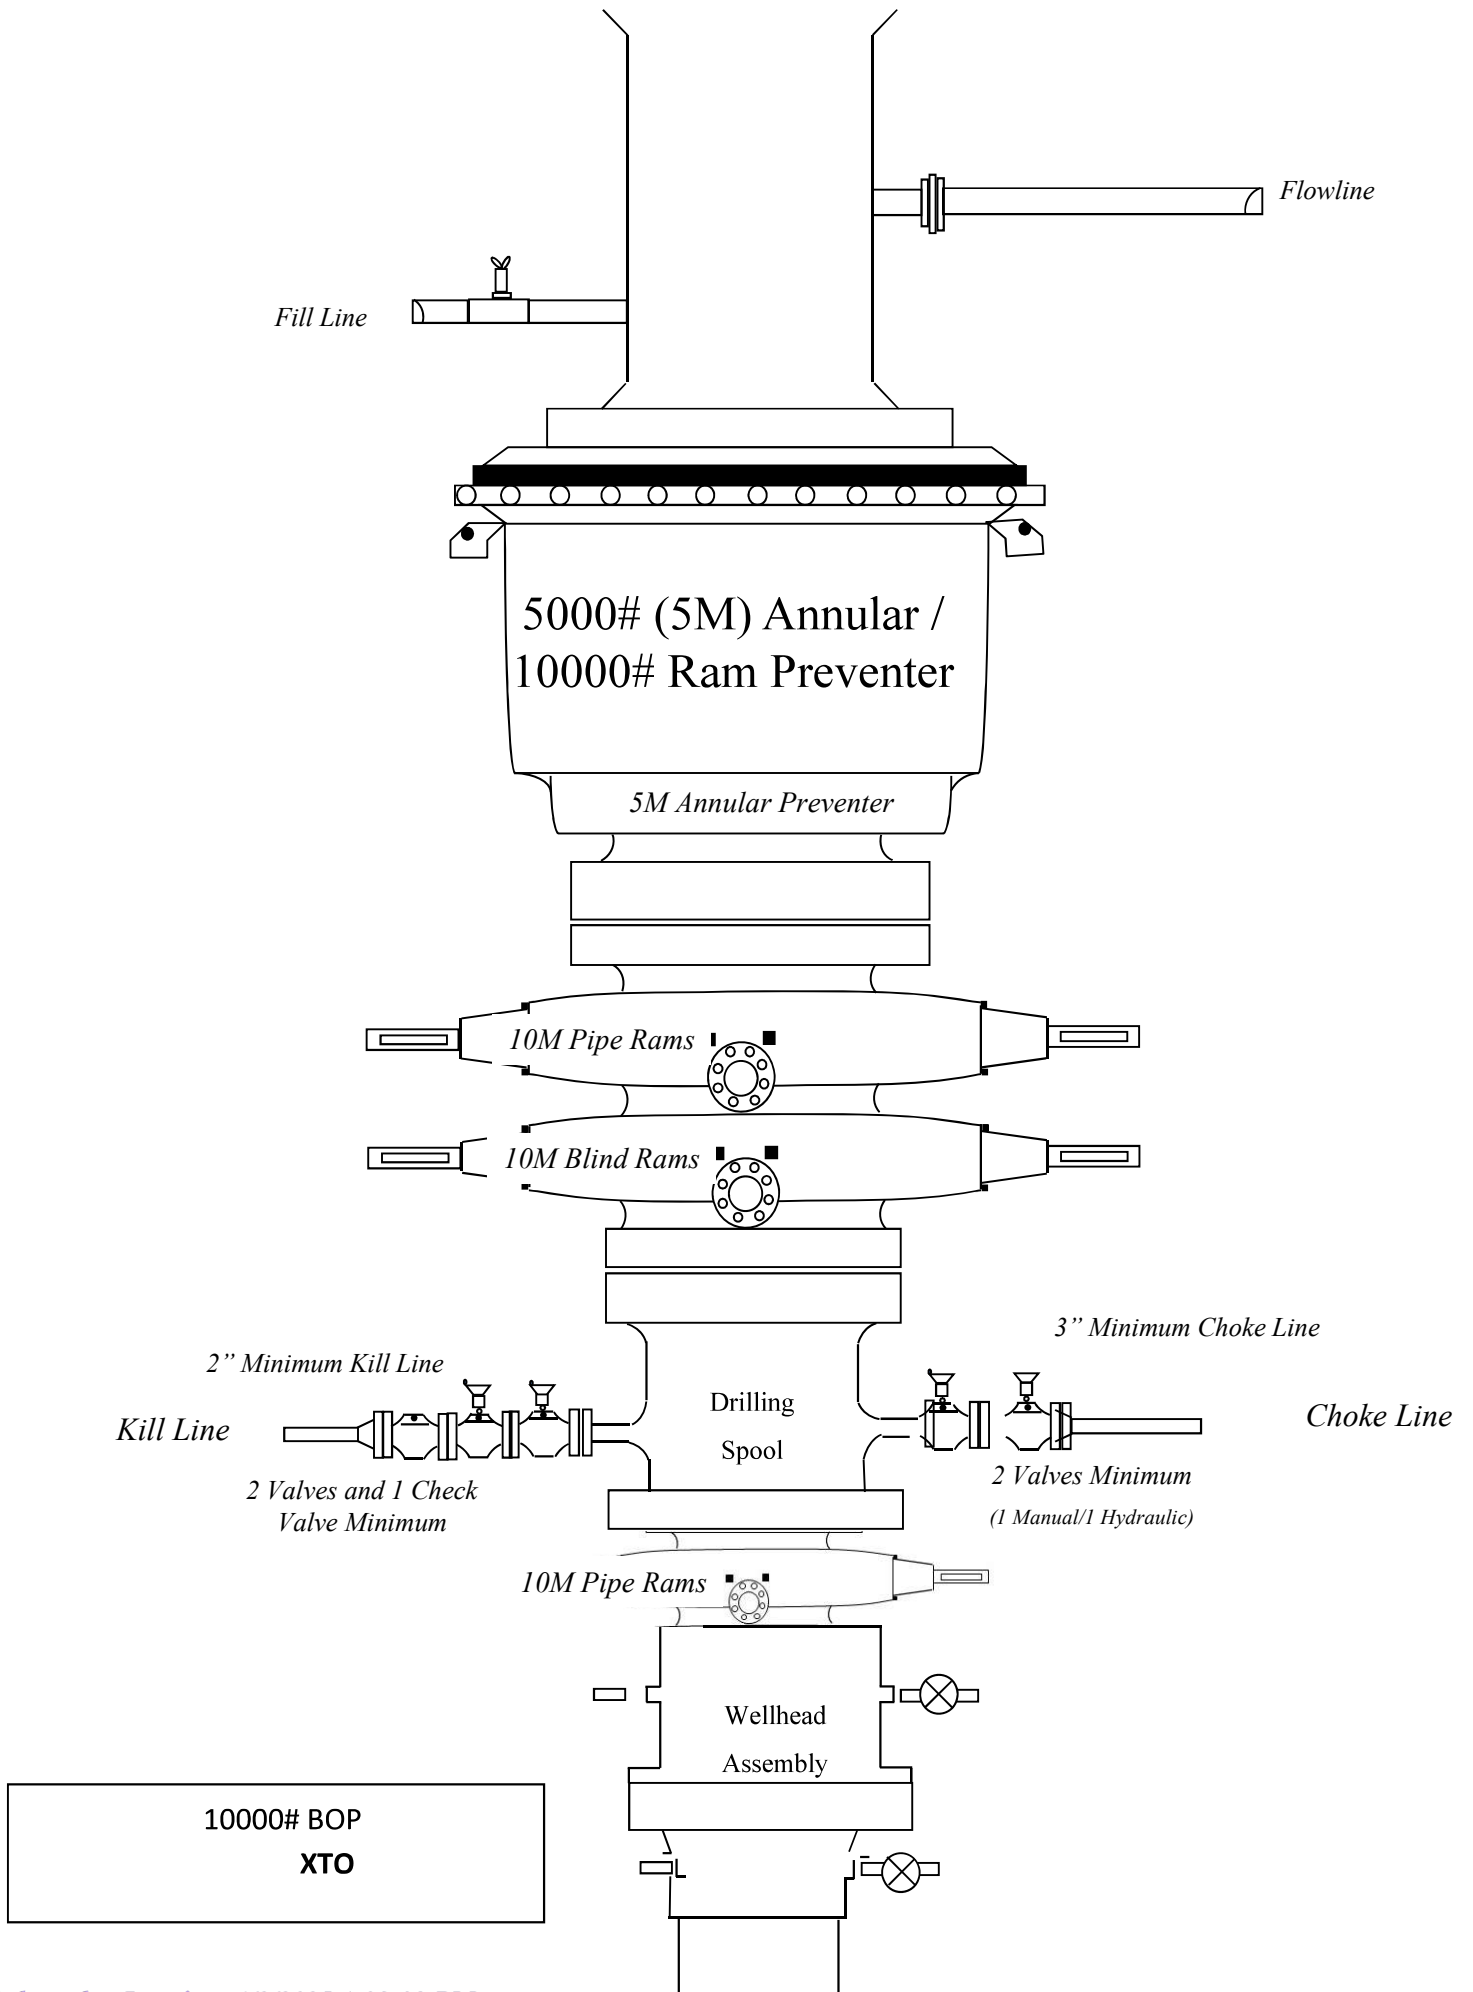 Flowline
Fill Line
5000# (5M) Annular /
10000# Ram Preventer
5M Annular Preventer
10M Pipe Rams
10M Blind Rams
3” Minimum Choke Line
2” Minimum Kill Line
Drilling
Spool
Kill Line
Choke Line
2 Valves and 1 Check
Valve Minimum
2 Valves Minimum
(1 Manual/1 Hydraulic)
10M Pipe Rams
Wellhead
Assembly
10000# BOP
XTO